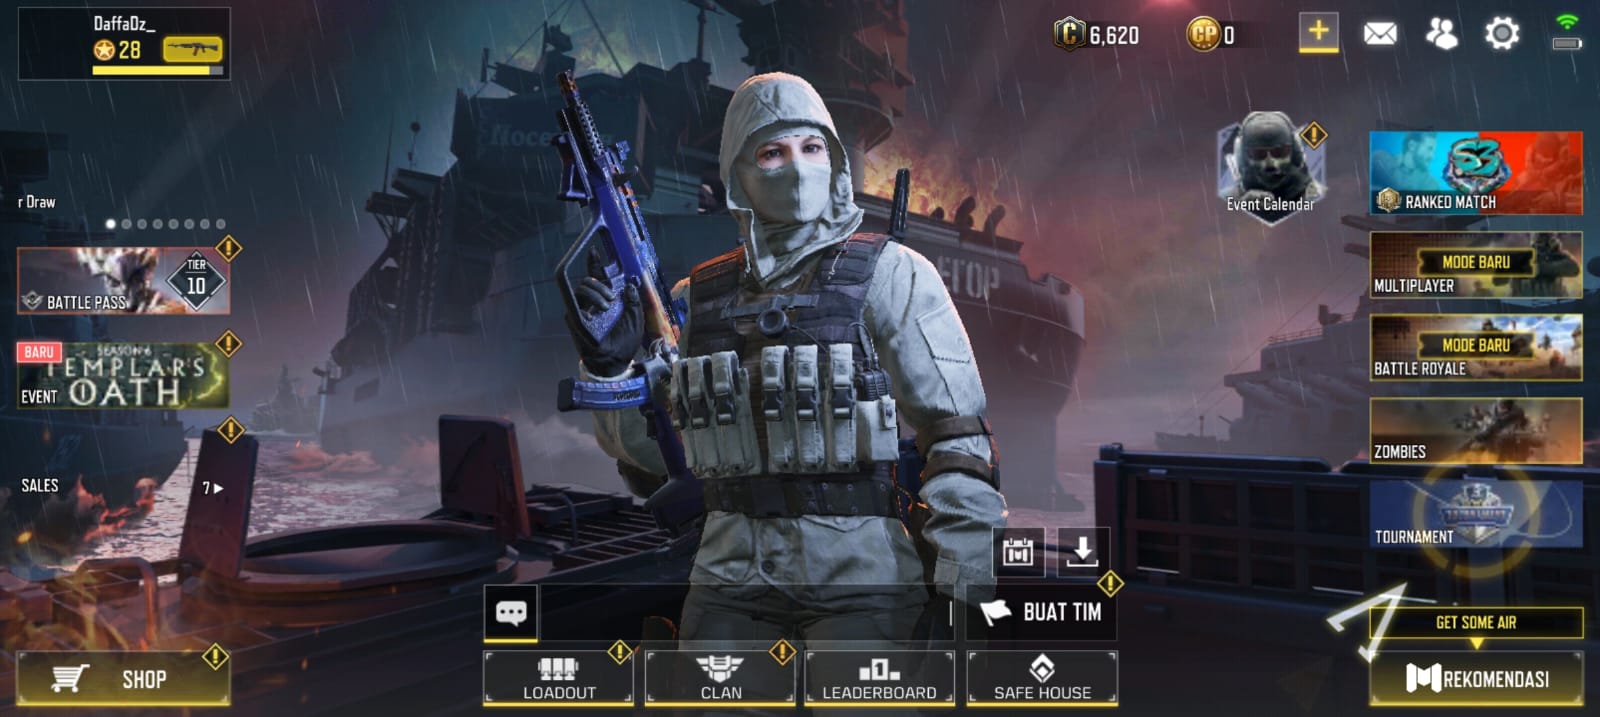 DaffaDz_
28
6,620
0
r Draw
TIER
10
BATTLE PASS
BARU
SEASON 6
TEMPLAR'S
OATH
EVENT
SALES
7
SHOP
ЕГОР
Event Calendar
S3
RANKED MATCH
MODE BARU
MULTIPLAYER
MODE BARU
BATTLE ROYALE
ZOMBIES
TOURNAMENT
BUAT TIM
LOADOUT
CLAN
LEADERBOARD
SAFE HOUSE
GET SOME AIR
REKOMENDASI